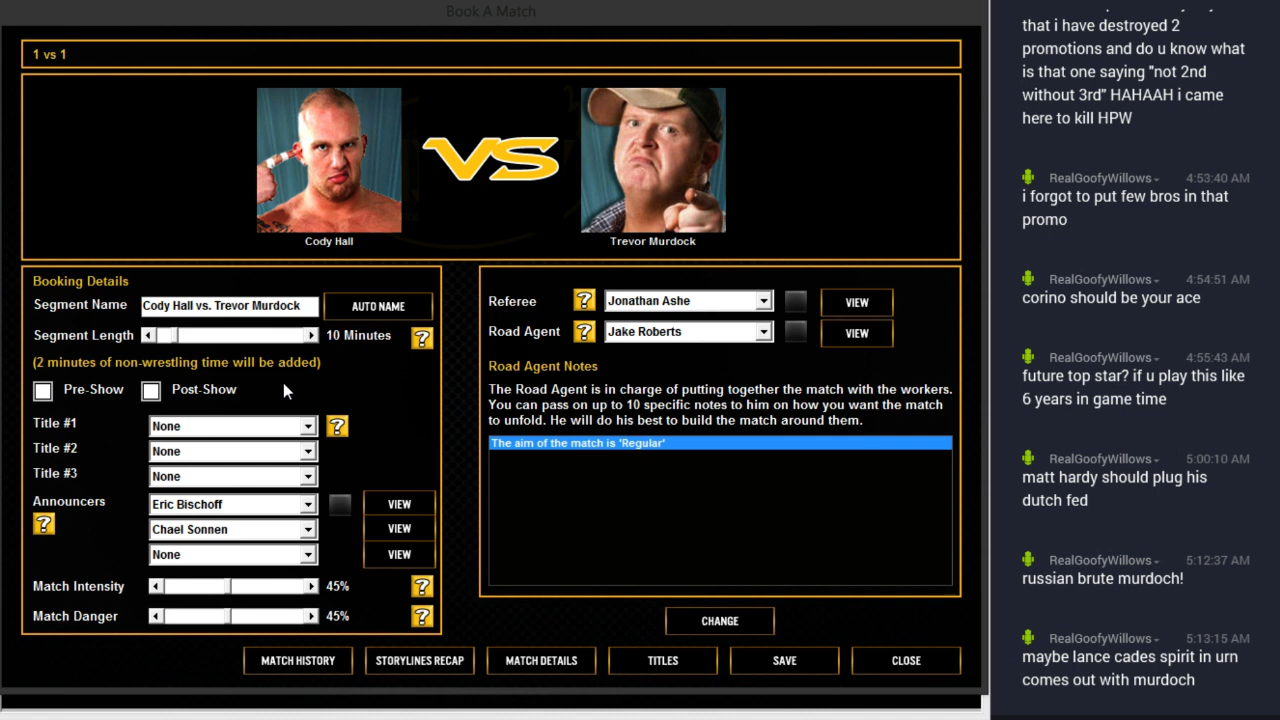 Book A Match
1 vs 1
VS
Cody Hall
Trevor Murdock
Booking Details
Segment Name Cody Hall vs. Trevor Murdock AUTO NAME
Segment Length 10 Minutes ?
(2 minutes of non-wrestling time will be added)
Pre-Show Post-Show
Title #1 None ?
Title #2 None
Title #3 None
Announcers Eric Bischoff VIEW
? Chael Sonnen VIEW
None VIEW
Match Intensity 45% ?
Match Danger 45% ?
Referee ? Jonathan Ashe VIEW
Road Agent ? Jake Roberts VIEW
Road Agent Notes
The Road Agent is in charge of putting together the match with the workers.
You can pass on up to 10 specific notes to him on how you want the match
to unfold. He will do his best to build the match around them.
The aim of the match is 'Regular'
CHANGE
MATCH HISTORY STORYLINES RECAP MATCH DETAILS TITLES SAVE CLOSE
that i have destroyed 2
promotions and do u know what
is that one saying "not 2nd
without 3rd" HAHAAH i came
here to kill HPW
RealGoofyWillows 4:53:40 AM
i forgot to put few bros in that
promo
RealGoofyWillows 4:54:51 AM
corino should be your ace
RealGoofyWillows 4:55:43 AM
future top star? if u play this like
6 years in game time
RealGoofyWillows 5:00:10 AM
matt hardy should plug his
dutch fed
RealGoofyWillows 5:12:37 AM
russian brute murdoch!
RealGoofyWillows 5:13:15 AM
maybe lance cades spirit in urn
comes out with murdoch